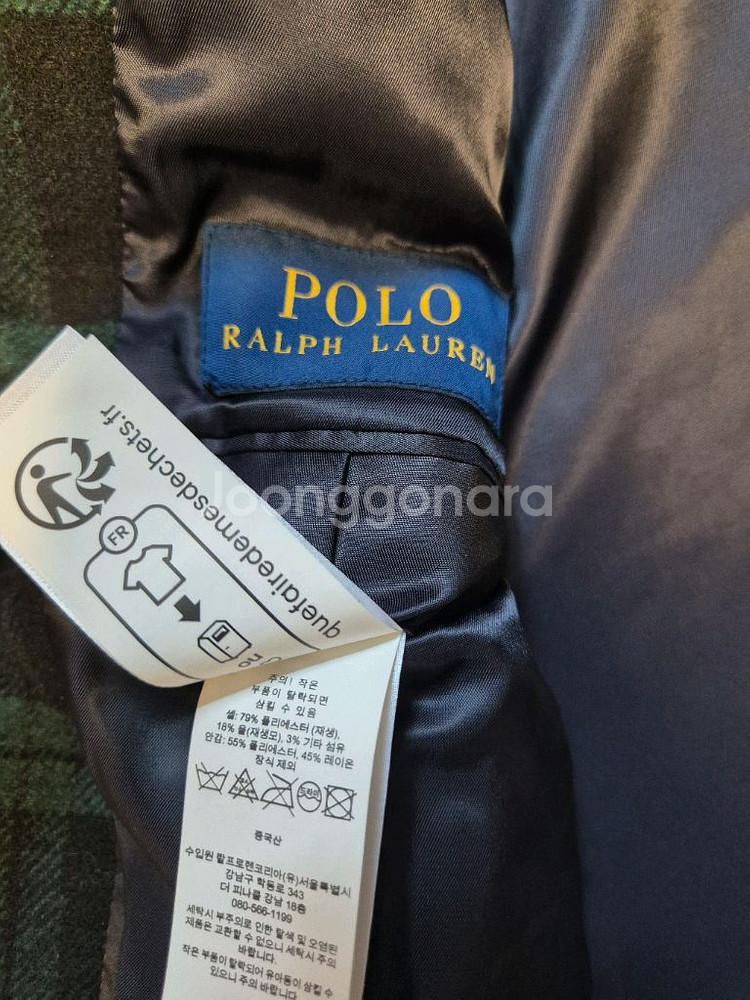 POLO
RALPH LAUREN
Joonggonara
quefairedemesdechets.fr
FR
주의! 작은
부품이 탈락되면
삼킬 수 있음
셸: 79% 폴리에스터 (재생),
18% 울(재생모), 3% 기타 섬유
안감: 55% 폴리에스터, 45% 레이온
장식 제외
드라이
중국산
수입원 랄프로렌코리아(유)서울특별시
강남구 학동로 343
더 피나클 강남 18층
080-566-1199
세탁시 부주의로 인한 탈색 및 오염된
제품은 교환할 수 없으니 세탁시 주의
바랍니다.
작은 부품이 탈락되어 유아동이 삼킬 수
있으니 주의 바랍니다.